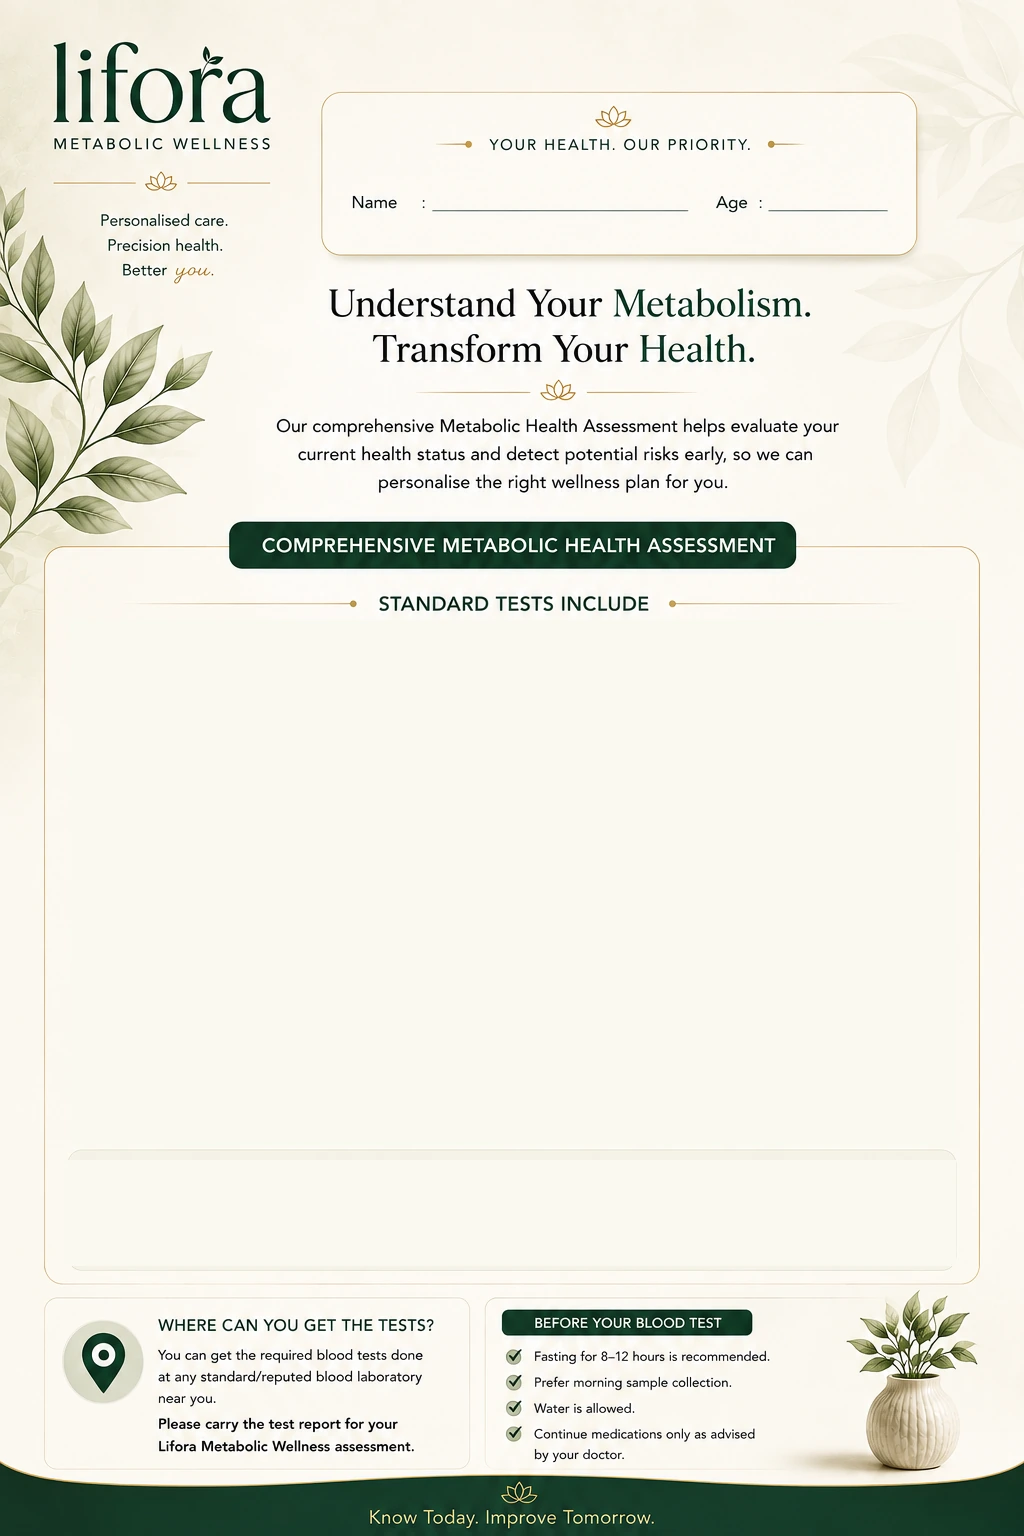 lifora
METABOLIC WELLNESS
Personalised care.
Precision health.
Better you.
YOUR HEALTH. OUR PRIORITY.
Name : Age :
Understand Your Metabolism.
Transform Your Health.
Our comprehensive Metabolic Health Assessment helps evaluate your
current health status and detect potential risks early, so we can
personalise the right wellness plan for you.
COMPREHENSIVE METABOLIC HEALTH ASSESSMENT
STANDARD TESTS INCLUDE
WHERE CAN YOU GET THE TESTS?
You can get the required blood tests done
at any standard/reputed blood laboratory
near you.
Please carry the test report for your
Lifora Metabolic Wellness assessment.
BEFORE YOUR BLOOD TEST
Fasting for 8–12 hours is recommended.
Prefer morning sample collection.
Water is allowed.
Continue medications only as advised
by your doctor.
Know Today. Improve Tomorrow.